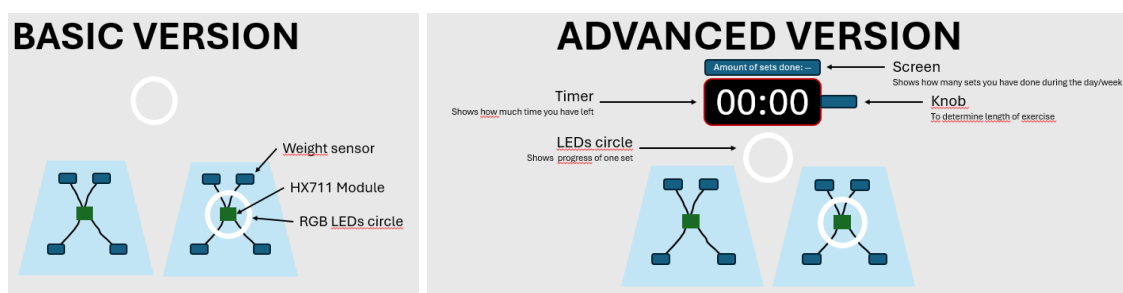 BASIC VERSION
Weight sensor
HX711 Module
RGB LEDs circle
ADVANCED VERSION
Amount of sets done: --
Screen
Shows how many sets you have done during the day/week
Timer
Shows how much time you have left
00:00
Knob
To determine length of exercise
LEDs circle
Shows progress of one set